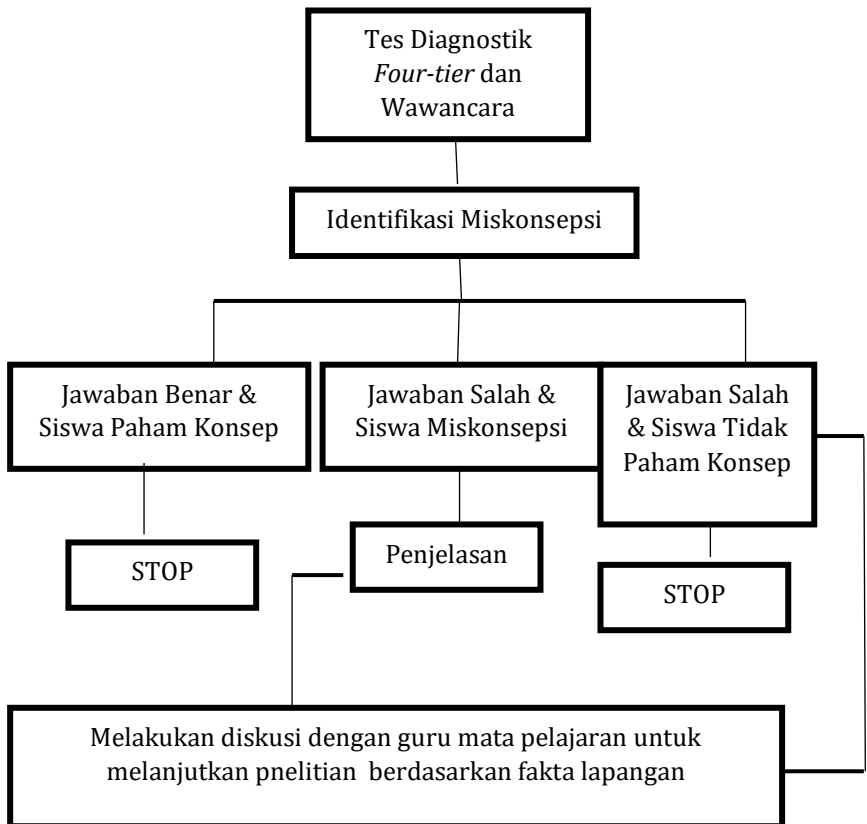 Tes Diagnostik
Four-tier dan
Wawancara
Identifikasi Miskonsepsi
Jawaban Benar &
Siswa Paham Konsep
Jawaban Salah &
Siswa Miskonsepsi
Jawaban Salah
& Siswa Tidak
Paham Konsep
STOP
Penjelasan
STOP
Melakukan diskusi dengan guru mata pelajaran untuk
melanjutkan pnelitian berdasarkan fakta lapangan